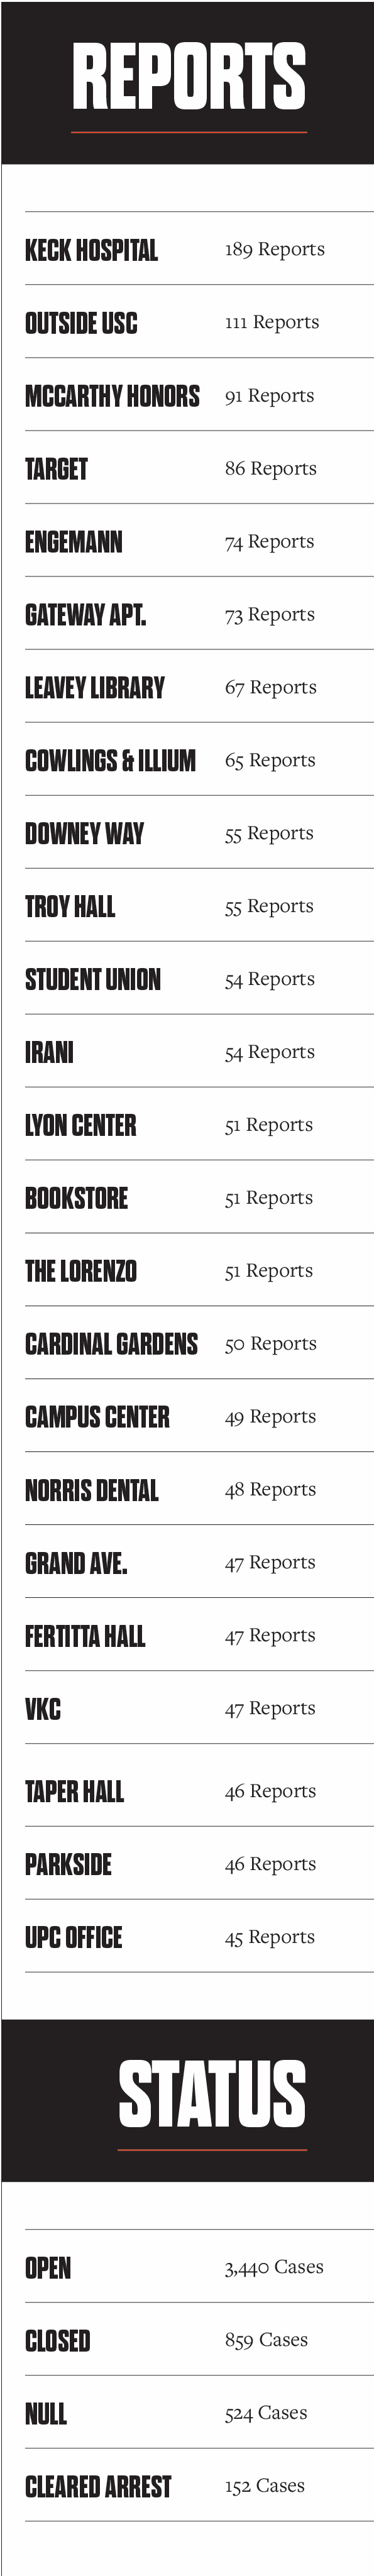 REPORTS
KECK HOSPITAL 189 Reports
OUTSIDE USC 111 Reports
MCCARTHY HONORS 91 Reports
TARGET 86 Reports
ENGEMANN 74 Reports
GATEWAY APT. 73 Reports
LEAVEY LIBRARY 67 Reports
COWLINGS & ILLIUM 65 Reports
DOWNEY WAY 55 Reports
TROY HALL 55 Reports
STUDENT UNION 54 Reports
IRANI 54 Reports
LYON CENTER 51 Reports
BOOKSTORE 51 Reports
THE LORENZO 51 Reports
CARDINAL GARDENS 50 Reports
CAMPUS CENTER 49 Reports
NORRIS DENTAL 48 Reports
GRAND AVE. 47 Reports
FERTITTA HALL 47 Reports
VKC 47 Reports
TAPER HALL 46 Reports
PARKSIDE 46 Reports
UPC OFFICE 45 Reports
STATUS
OPEN 3,440 Cases
CLOSED 859 Cases
NULL 524 Cases
CLEARED ARREST 152 Cases